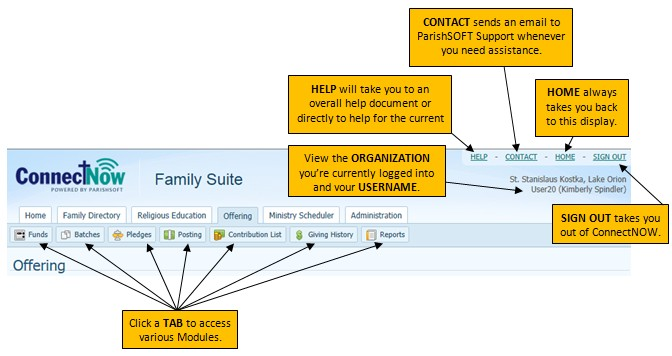 CONTACT sends an email to
ParishSOFT Support whenever
you need assistance.
HELP will take you to an
overall help document or
directly to help for the current
HOME always
takes you back
to this display.
View the ORGANIZATION
you're currently logged into
and your USERNAME.
HELP - CONTACT - HOME - SIGN OUT
St. Stanislaus Kostka, Lake Orion
User20 (Kimberly Spindler)
ConnectNow
POWERED BY PARISHSOFT
Family Suite
SIGN OUT takes you
out of ConnectNOW.
Home Family Directory Religious Education Offering Ministry Scheduler Administration
Funds Batches Pledges Posting Contribution List Giving History Reports
Offering
Click a TAB to access
various Modules.